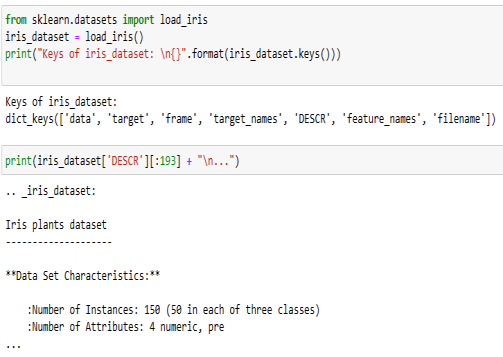 from sklearn.datasets import load_iris
iris_dataset = load_iris()
print("Keys of iris_dataset: \n{}".format(iris_dataset.keys()))
Keys of iris_dataset:
dict_keys(['data', 'target', 'frame', 'target_names', 'DESCR', 'feature_names', 'filename'])
print(iris_dataset['DESCR'][:193] + "\n...")
.. _iris_dataset:
Iris plants dataset
--------------------
**Data Set Characteristics:**
:Number of Instances: 150 (50 in each of three classes)
:Number of Attributes: 4 numeric, pre
...